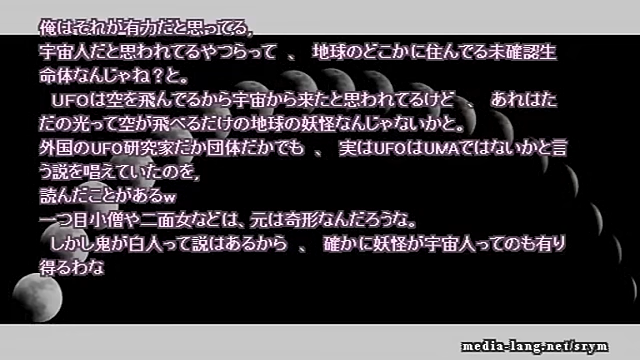 俺はそれが有力だと思ってる,
宇宙人だと思われてるやつらって 、 地球のどこかに住んでる未確認生
命体なんじゃね？と。
UFOは空を飛んでるから宇宙から来たと思われてるけど 、 あれはた
だの光って空が飛べるだけの地球の妖怪なんじゃないかと。
外国のUFO研究家だか団体だかでも 、 実はUFOはUMAではないかと言
う説を唱えていたのを,
読んだことがあるw
一つ目小僧や二面女などは、元は奇形なんだろうな。
しかし鬼が白人って説はあるから 、 確かに妖怪が宇宙人ってのも有り
得るわな
media-lang-net/srym